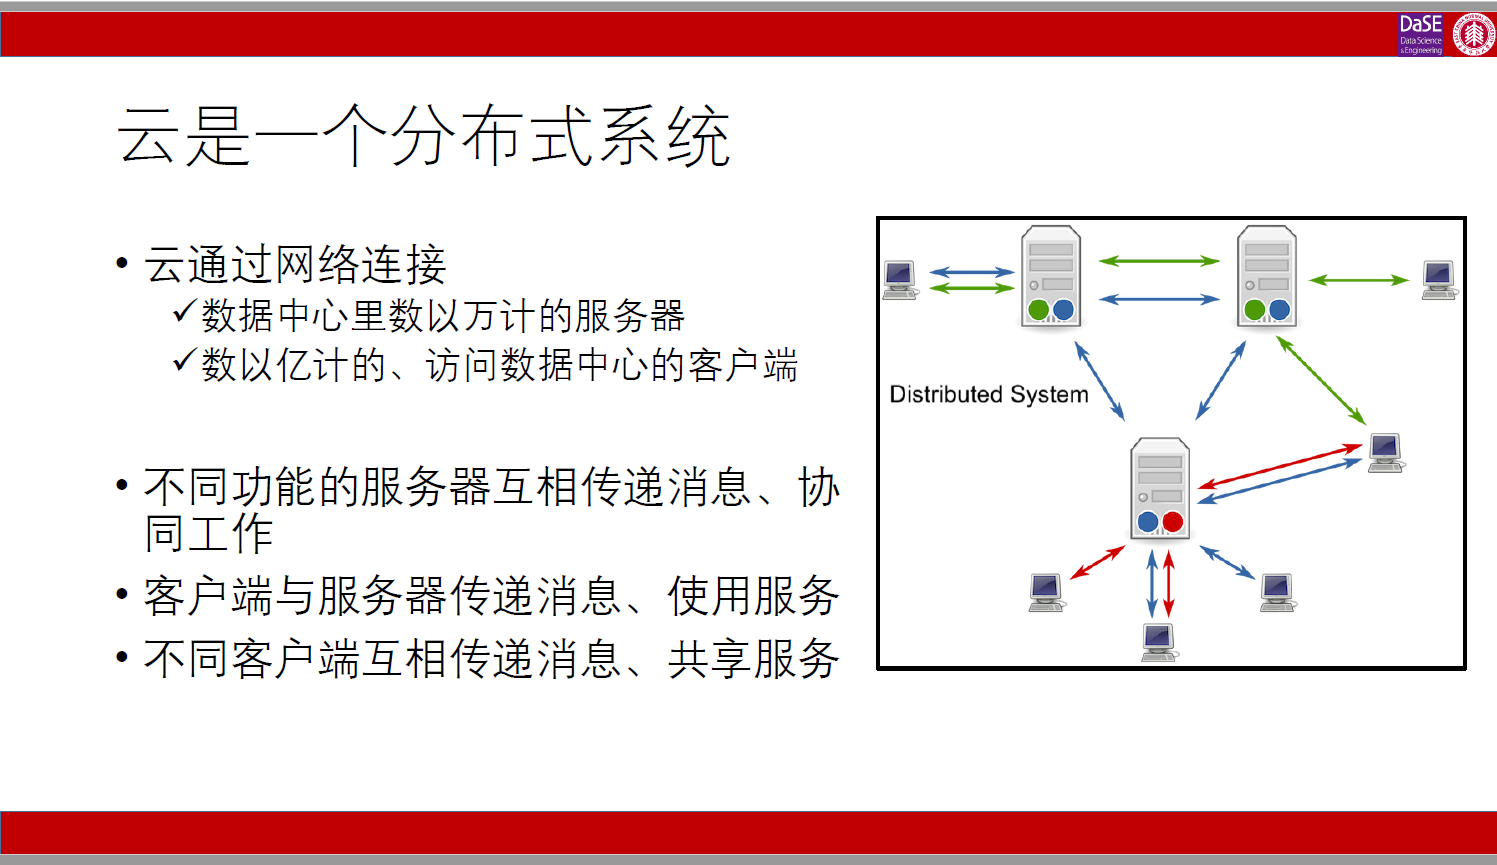 DaSE
Data Science
& Engineering
云是一个分布式系统
• 云通过网络连接
✓数据中心里数以万计的服务器
✓数以亿计的、访问数据中心的客户端
• 不同功能的服务器互相传递消息、协
同工作
• 客户端与服务器传递消息、使用服务
• 不同客户端互相传递消息、共享服务
Distributed System